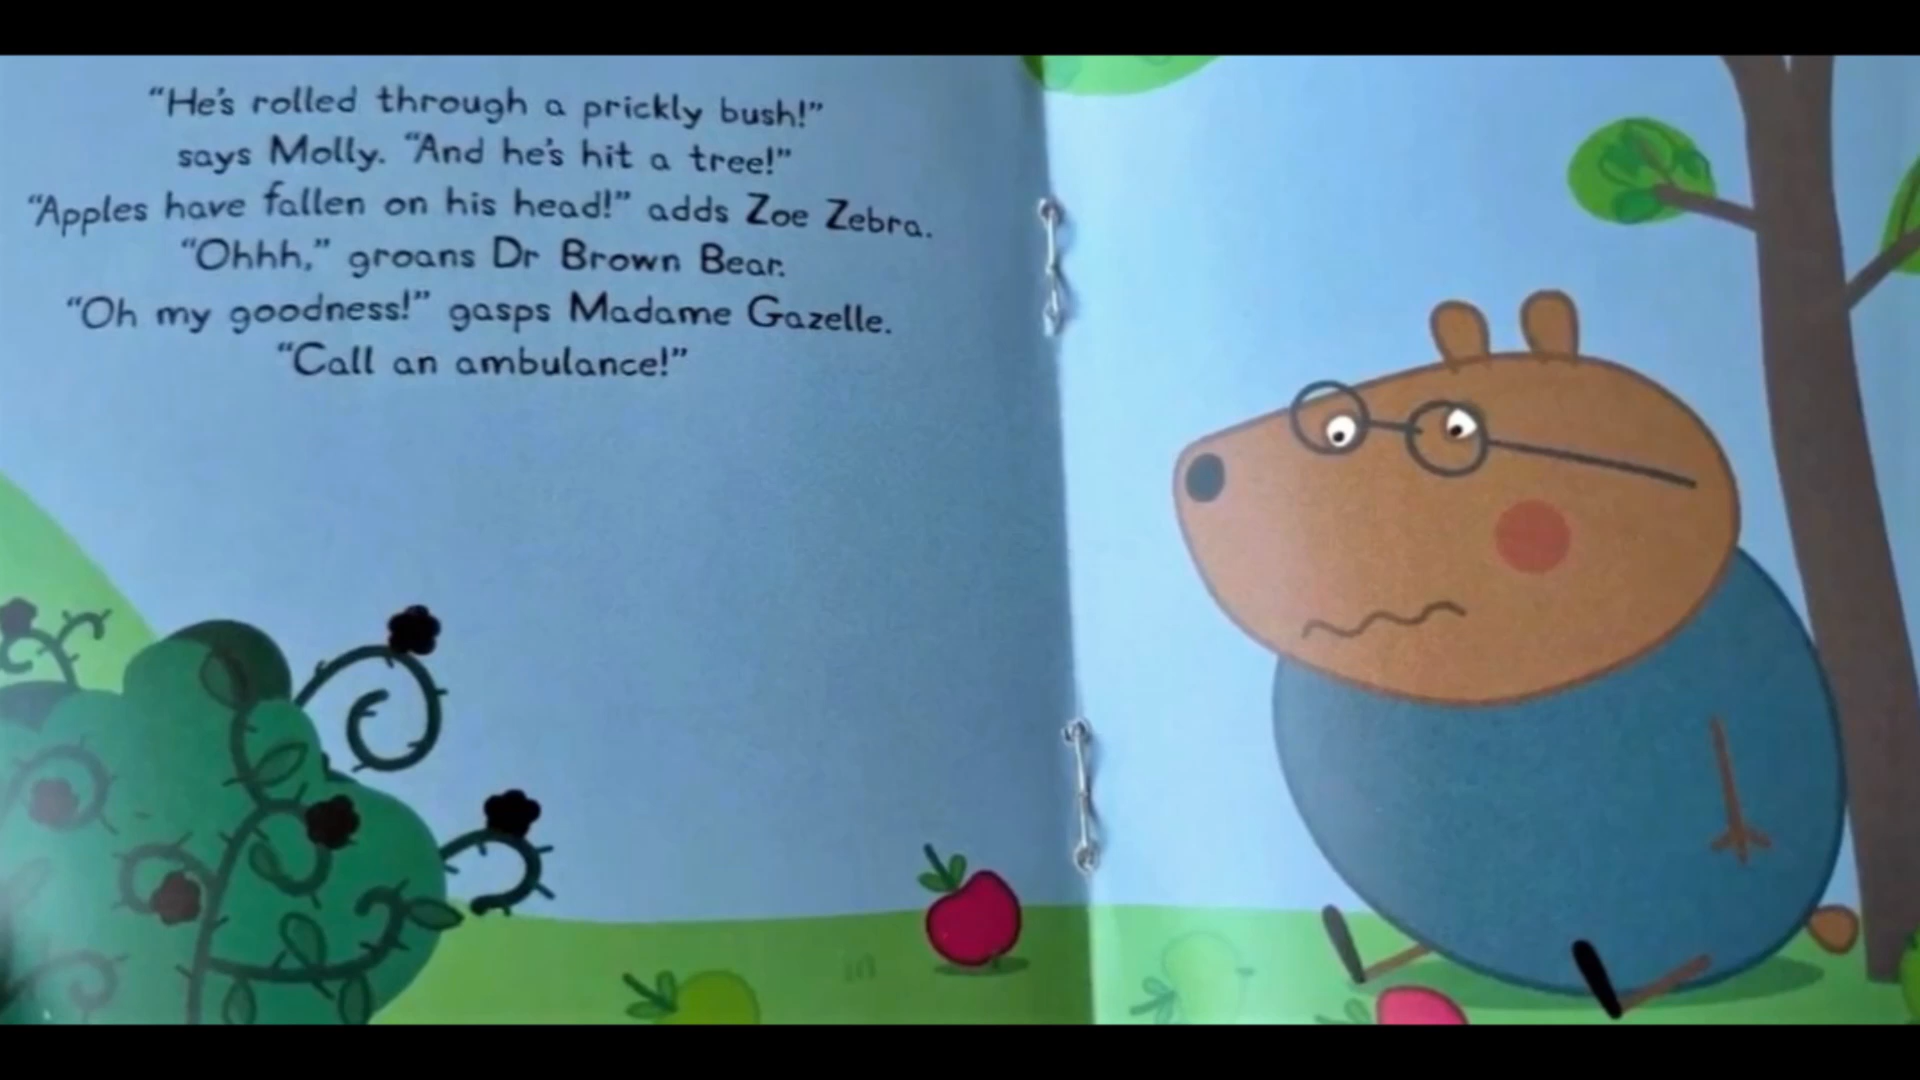 “He's rolled through a prickly bush!”
says Molly. “And he's hit a tree!”
“Apples have fallen on his head!” adds Zoe Zebra.
“Ohhh,” groans Dr Brown Bear.
“Oh my goodness!” gasps Madame Gazelle.
“Call an ambulance!”